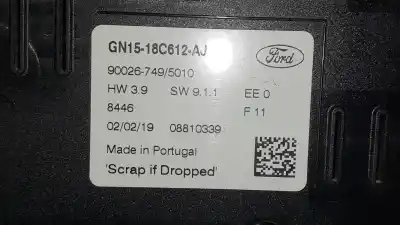 GN15-18C612-AJ
Ford
90026-749/5010
HW 3.9 SW 9.1.1 EE 0
8446 F 11
02/02/19 08810339
Made in Portugal
'Scrap if Dropped'